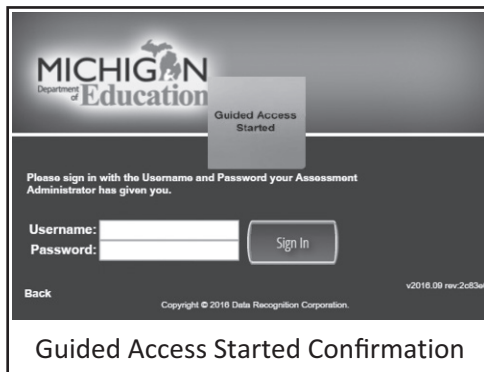 MICHIGAN
Department of Education
Guided Access
Started
Please sign in with the Username and Password your Assessment
Administrator has given you.
Username:
Password:
Sign In
Back
v2016.09 rev:2c83e
Copyright © 2016 Data Recognition Corporation.
Guided Access Started Confirmation